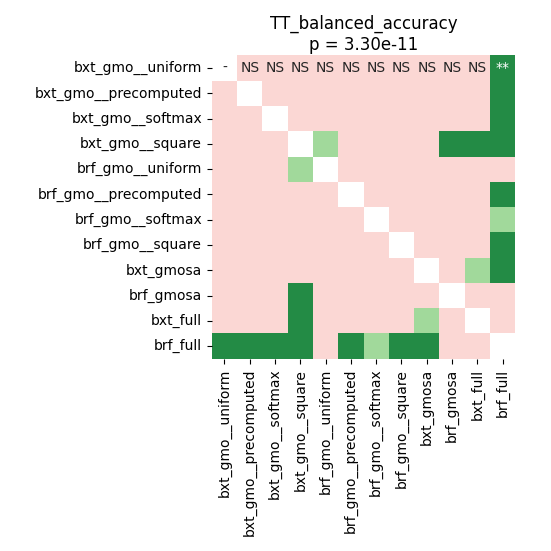 TT_balanced_accuracy
p = 3.30e-11
bxt_gmo__uniform
- NS NS NS NS NS NS NS NS NS NS **
bxt_gmo__precomputed
bxt_gmo__softmax
bxt_gmo__square
brf_gmo__uniform
brf_gmo__precomputed
brf_gmo__softmax
brf_gmo__square
bxt_gmosa
brf_gmosa
bxt_full
brf_full
bxt_gmo__uniform
bxt_gmo__precomputed
bxt_gmo__softmax
bxt_gmo__square
brf_gmo__uniform
brf_gmo__precomputed
brf_gmo__softmax
brf_gmo__square
bxt_gmosa
brf_gmosa
bxt_full
brf_full